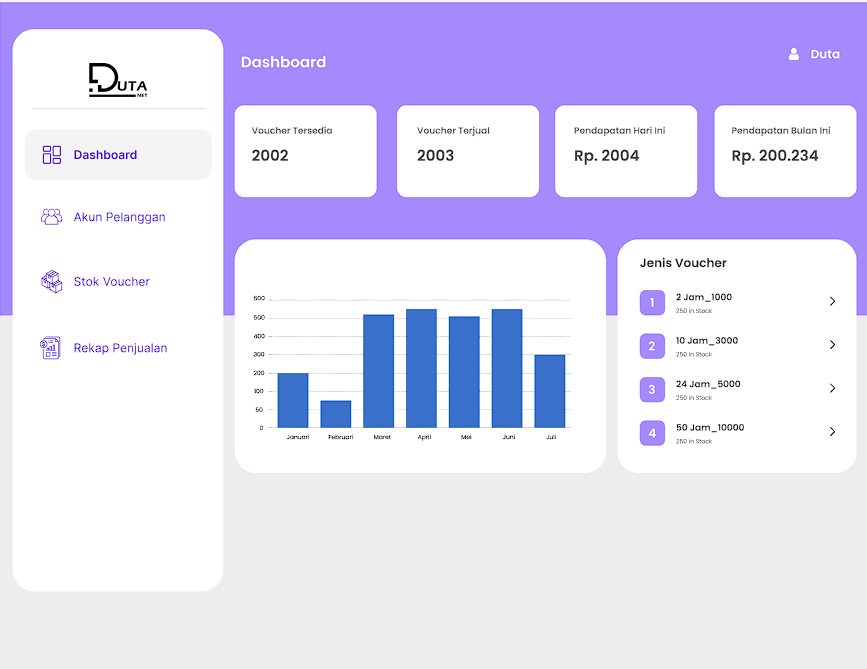 DUTA
NET
Dashboard
Akun Pelanggan
Stok Voucher
Rekap Penjualan
Dashboard
Duta
Voucher Tersedia
2002
Voucher Terjual
2003
Pendapatan Hari Ini
Rp. 2004
Pendapatan Bulan Ini
Rp. 200.234
600
500
400
300
200
100
50
0
Januari Februari Maret April Mei Juni Juli
Jenis Voucher
1 2 Jam_1000
250 in Stock
2 10 Jam_3000
250 in Stock
3 24 Jam_5000
250 in Stock
4 50 Jam_10000
250 in Stock